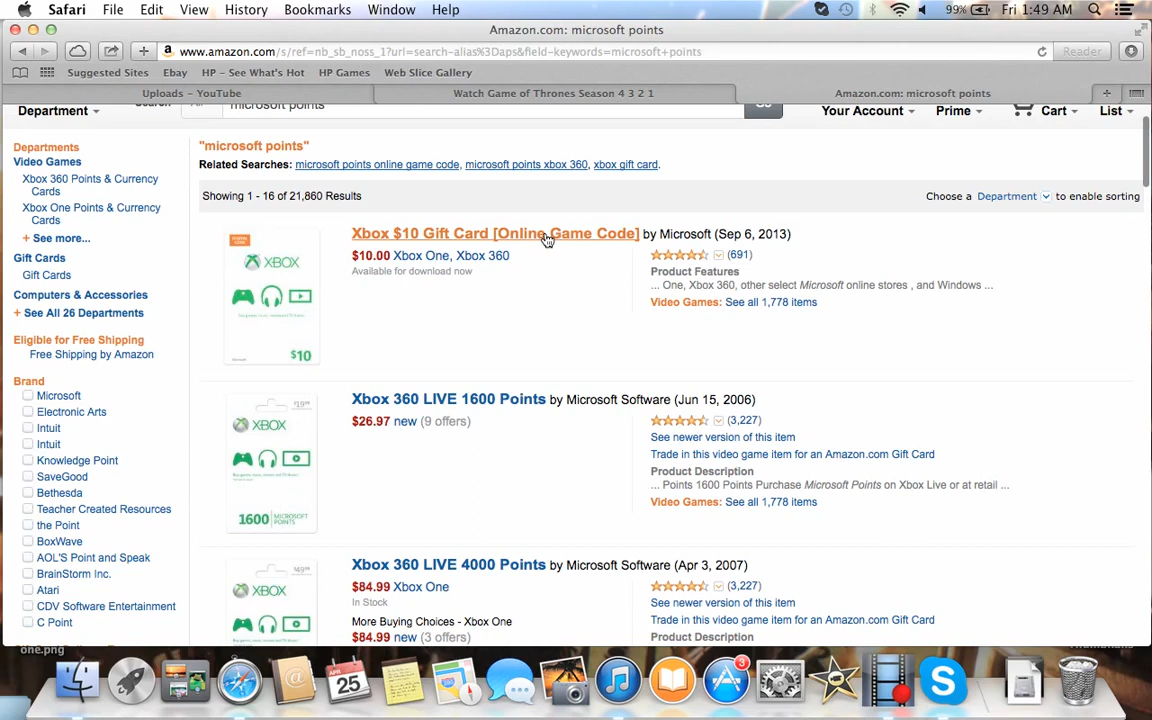 Safari File Edit View History Bookmarks Window Help 99% Fri 1:49 AM
Amazon.com: microsoft points
www.amazon.com/s/ref=nb_sb_noss_1?url=search-alias%3Daps&field-keywords=microsoft+points Reader
Suggested Sites Ebay HP – See What's Hot HP Games Web Slice Gallery
Uploads – YouTube Watch Game of Thrones Season 4 3 2 1 Amazon.com: microsoft points
Department Search All microsoft points Go Your Account Prime Cart List
Departments
Video Games
Xbox 360 Points & Currency
Cards
Xbox One Points & Currency
Cards
+ See more...
Gift Cards
Gift Cards
Computers & Accessories
+ See All 26 Departments
Eligible for Free Shipping
Free Shipping by Amazon
Brand
Microsoft
Electronic Arts
Intuit
Intuit
Knowledge Point
SaveGood
Bethesda
Teacher Created Resources
the Point
BoxWave
AOL'S Point and Speak
BrainStorm Inc.
Atari
CDV Software Entertainment
C Point
"microsoft points"
Related Searches: microsoft points online game code, microsoft points xbox 360, xbox gift card.
Showing 1 - 16 of 21,860 Results
Choose a Department to enable sorting
XBOX
$10
Xbox $10 Gift Card [Online Game Code] by Microsoft (Sep 6, 2013)
$10.00 Xbox One, Xbox 360
Available for download now
(691)
Product Features
... One, Xbox 360, other select Microsoft online stores , and Windows ...
Video Games: See all 1,778 items
XBOX
1600 MICROSOFT
POINTS
Xbox 360 LIVE 1600 Points by Microsoft Software (Jun 15, 2006)
$26.97 new (9 offers)
(3,227)
See newer version of this item
Trade in this video game item for an Amazon.com Gift Card
Product Description
... Points 1600 Points Purchase Microsoft Points on Xbox Live or at retail ...
Video Games: See all 1,778 items
XBOX
Xbox 360 LIVE 4000 Points by Microsoft Software (Apr 3, 2007)
$84.99 Xbox One
In Stock
More Buying Choices - Xbox One
$84.99 new (3 offers)
(3,227)
See newer version of this item
Trade in this video game item for an Amazon.com Gift Card
Product Description
one.png
APR
25
3